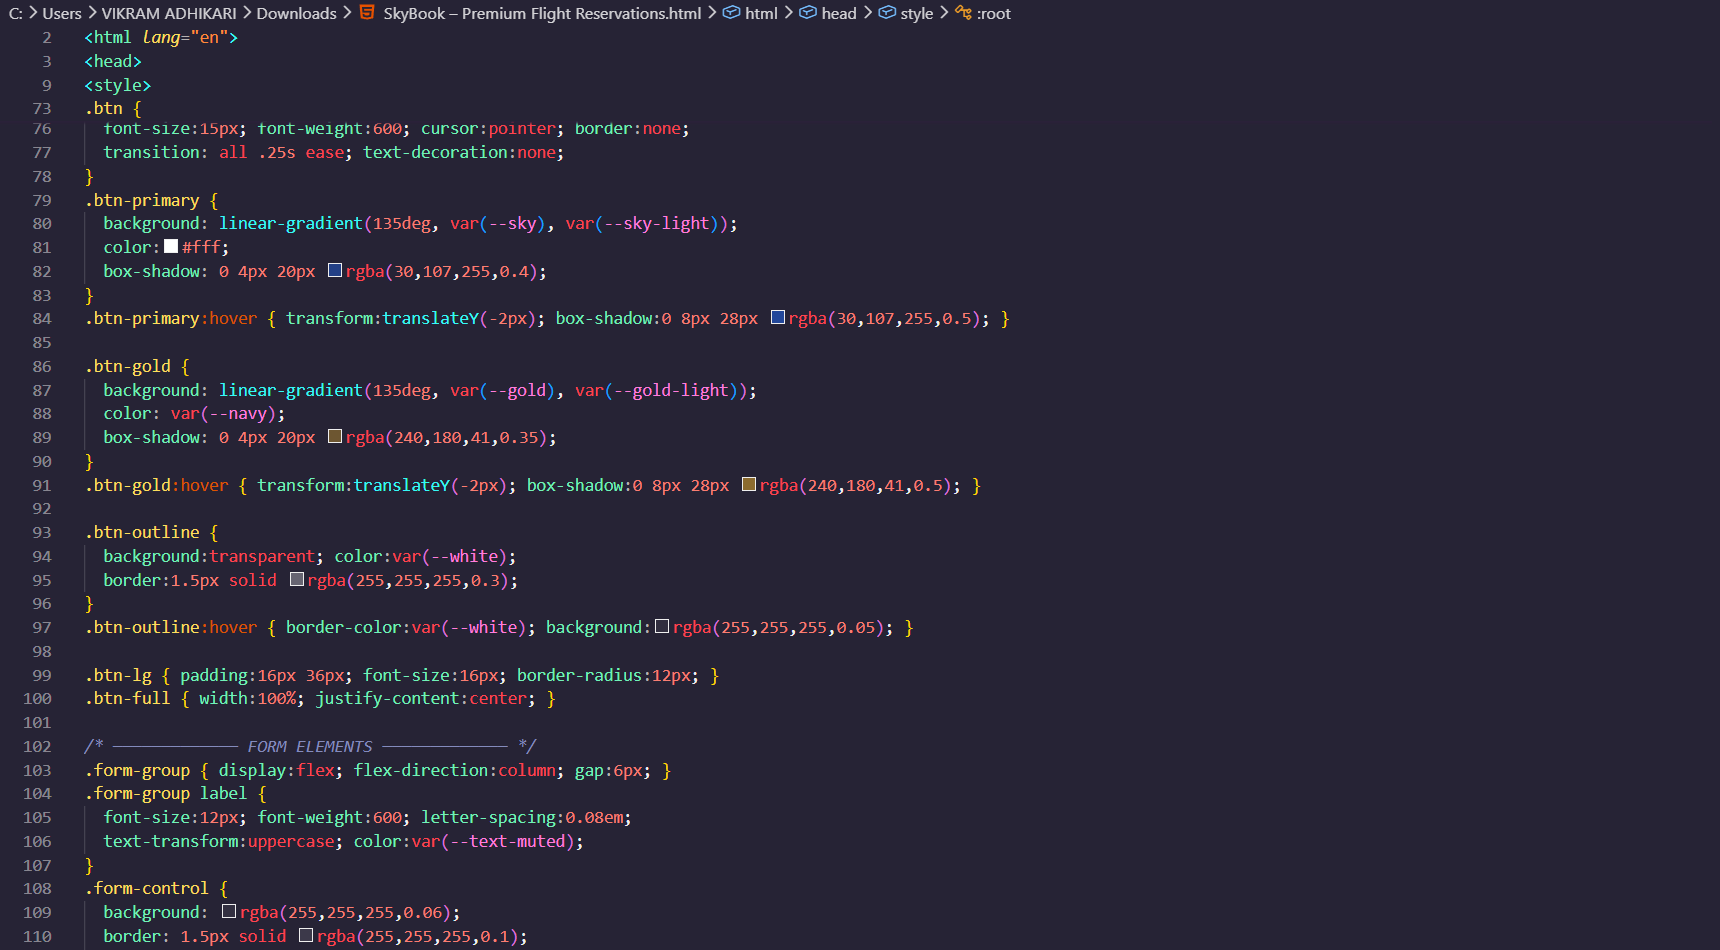 C: > Users > VIKRAM ADHIKARI > Downloads > SkyBook – Premium Flight Reservations.html > html > head > style > :root
2 <html lang="en">
3 <head>
9 <style>
73 .btn {
76 font-size:15px; font-weight:600; cursor:pointer; border:none;
77 transition: all .25s ease; text-decoration:none;
78 }
79 .btn-primary {
80 background: linear-gradient(135deg, var(--sky), var(--sky-light));
81 color:#fff;
82 box-shadow: 0 4px 20px rgba(30,107,255,0.4);
83 }
84 .btn-primary:hover { transform:translateY(-2px); box-shadow:0 8px 28px rgba(30,107,255,0.5); }
85
86 .btn-gold {
87 background: linear-gradient(135deg, var(--gold), var(--gold-light));
88 color: var(--navy);
89 box-shadow: 0 4px 20px rgba(240,180,41,0.35);
90 }
91 .btn-gold:hover { transform:translateY(-2px); box-shadow:0 8px 28px rgba(240,180,41,0.5); }
92
93 .btn-outline {
94 background:transparent; color:var(--white);
95 border:1.5px solid rgba(255,255,255,0.3);
96 }
97 .btn-outline:hover { border-color:var(--white); background:rgba(255,255,255,0.05); }
98
99 .btn-lg { padding:16px 36px; font-size:16px; border-radius:12px; }
100 .btn-full { width:100%; justify-content:center; }
101
102 /* ───────────── FORM ELEMENTS ───────────── */
103 .form-group { display:flex; flex-direction:column; gap:6px; }
104 .form-group label {
105 font-size:12px; font-weight:600; letter-spacing:0.08em;
106 text-transform:uppercase; color:var(--text-muted);
107 }
108 .form-control {
109 background: rgba(255,255,255,0.06);
110 border: 1.5px solid rgba(255,255,255,0.1);